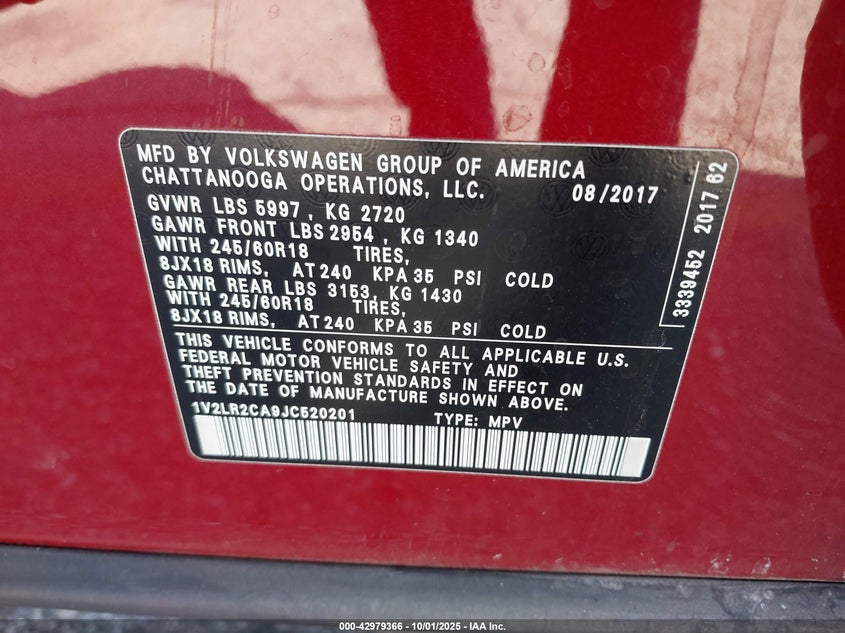 MFD BY VOLKSWAGEN GROUP OF AMERICA
CHATTANOOGA OPERATIONS, LLC. 08/2017
GVWR LBS 5997, KG 2720
GAWR FRONT LBS 2954, KG 1340
WITH 245/60R18 TIRES,
8JX18 RIMS, AT 240 KPA 35 PSI COLD
GAWR REAR LBS 3153, KG 1430
WITH 245/60R18 TIRES,
8JX18 RIMS, AT 240 KPA 35 PSI COLD
THIS VEHICLE CONFORMS TO ALL APPLICABLE U.S.
FEDERAL MOTOR VEHICLE SAFETY AND
THEFT PREVENTION STANDARDS IN EFFECT ON
THE DATE OF MANUFACTURE SHOWN ABOVE.
1V2LR2CA9JC520201 TYPE: MPV
3339452 2017 62
000-42979366 - 10/01/2025 - IAA Inc.